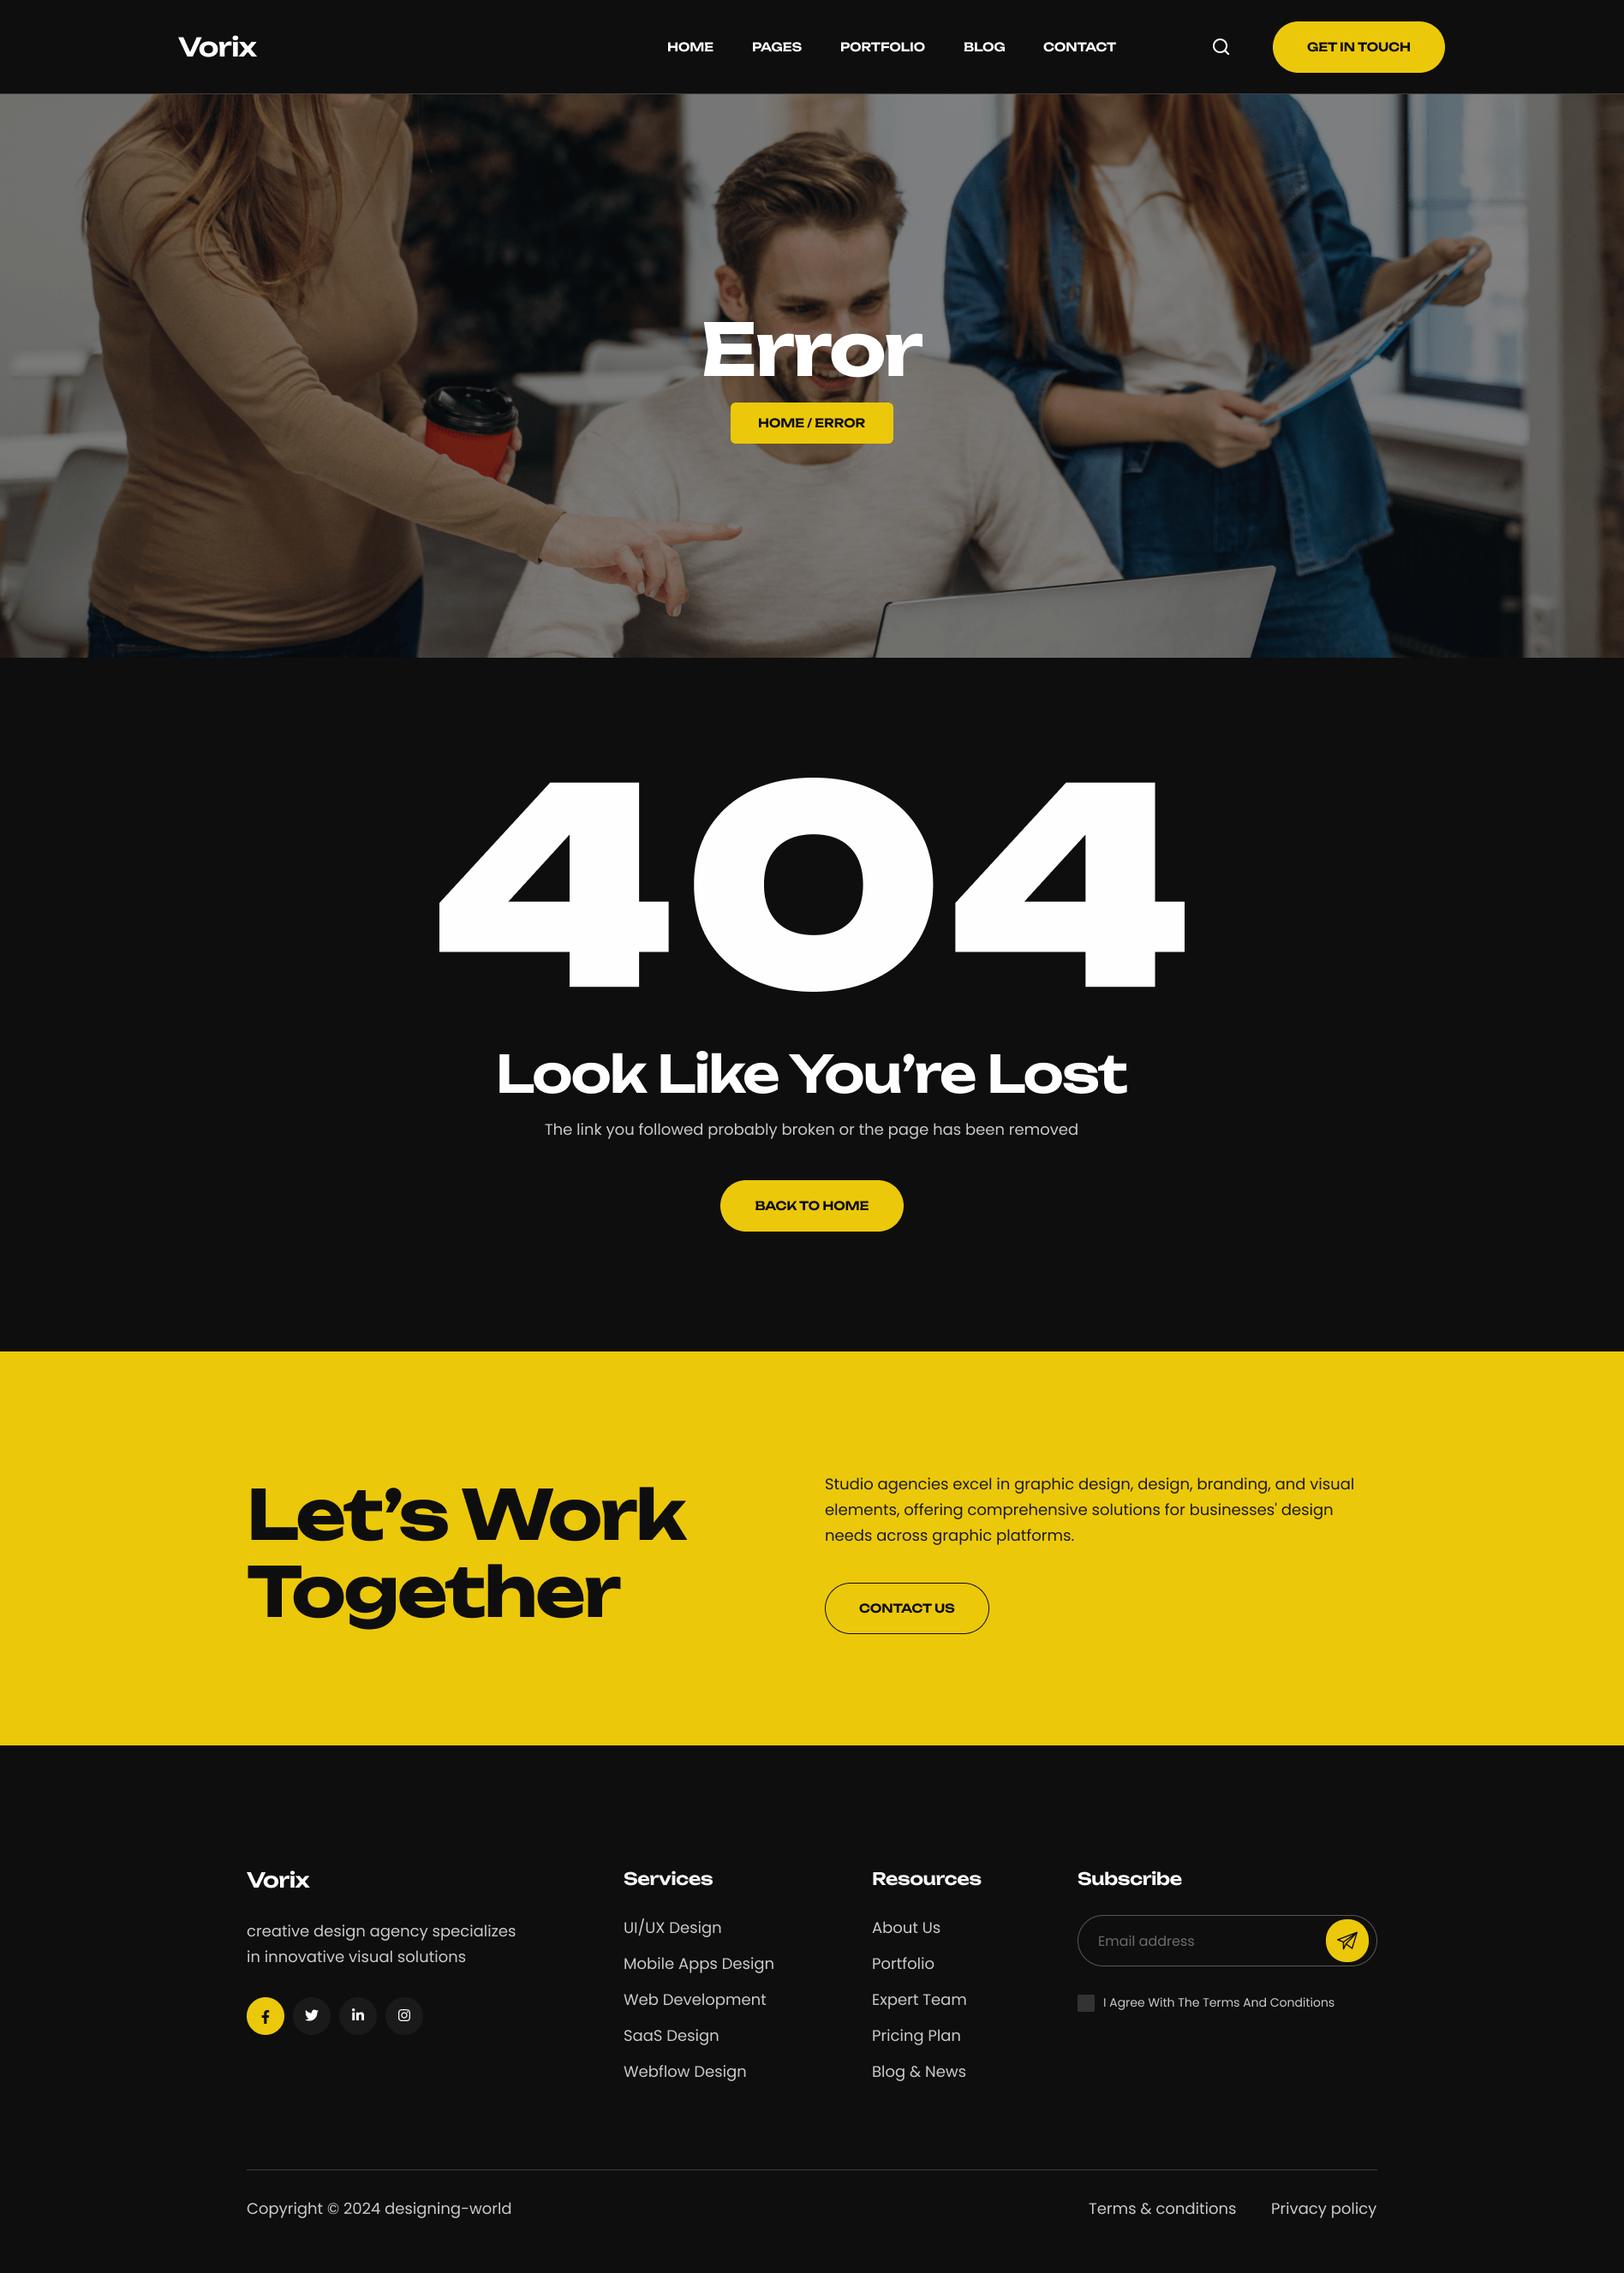 Vorix
HOME
PAGES
PORTFOLIO
BLOG
CONTACT
GET IN TOUCH
Error
HOME / ERROR
404
Look Like You’re Lost
The link you followed probably broken or the page has been removed
BACK TO HOME
Let’s Work
Together
Studio agencies excel in graphic design, design, branding, and visual
elements, offering comprehensive solutions for businesses' design
needs across graphic platforms.
CONTACT US
Vorix
creative design agency specializes
in innovative visual solutions
Services
UI/UX Design
Mobile Apps Design
Web Development
SaaS Design
Webflow Design
Resources
About Us
Portfolio
Expert Team
Pricing Plan
Blog & News
Subscribe
Email address
I Agree With The Terms And Conditions
Copyright © 2024 designing-world
Terms & conditions
Privacy policy